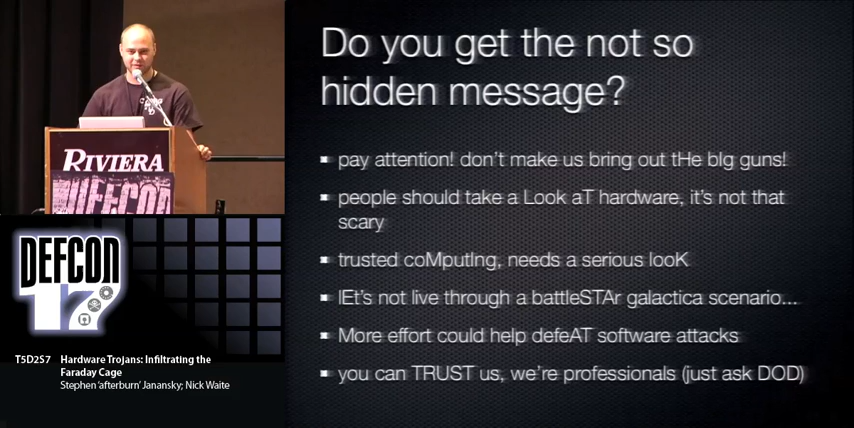 Do you get the not so
hidden message?
pay attention! don't make us bring out tHe bIg guns!
people should take a Look aT hardware, it's not that
scary
trusted coMputIng, needs a serious looK
lEt's not live through a battleSTAr galactica scenario...
More effort could help defeAT software attacks
you can TRUST us, we're professionals (just ask DOD)
RIVIERA
DEFCON
DEFCON
17
T5D2S7 Hardware Trojans: Infiltrating the
Faraday Cage
Stephen 'afterburn' Janansky; Nick Waite